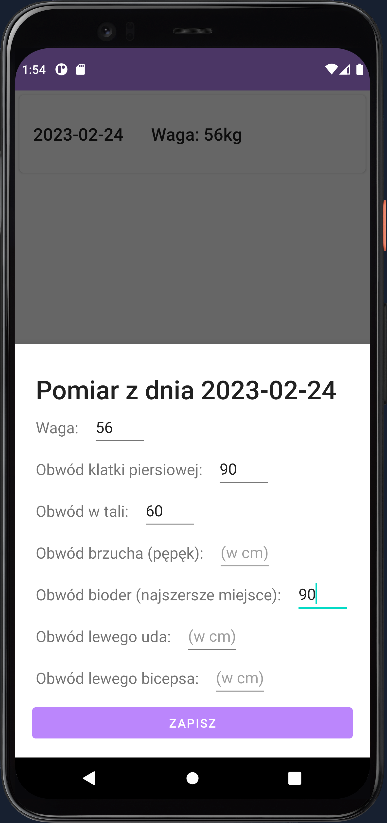 1:54
2023-02-24 Waga: 56kg
Pomiar z dnia 2023-02-24
Waga: 56
Obwód klatki piersiowej: 90
Obwód w tali: 60
Obwód brzucha (pępęk): (w cm)
Obwód bioder (najszersze miejsce): 90
Obwód lewego uda: (w cm)
Obwód lewego bicepsa: (w cm)
ZAPISZ